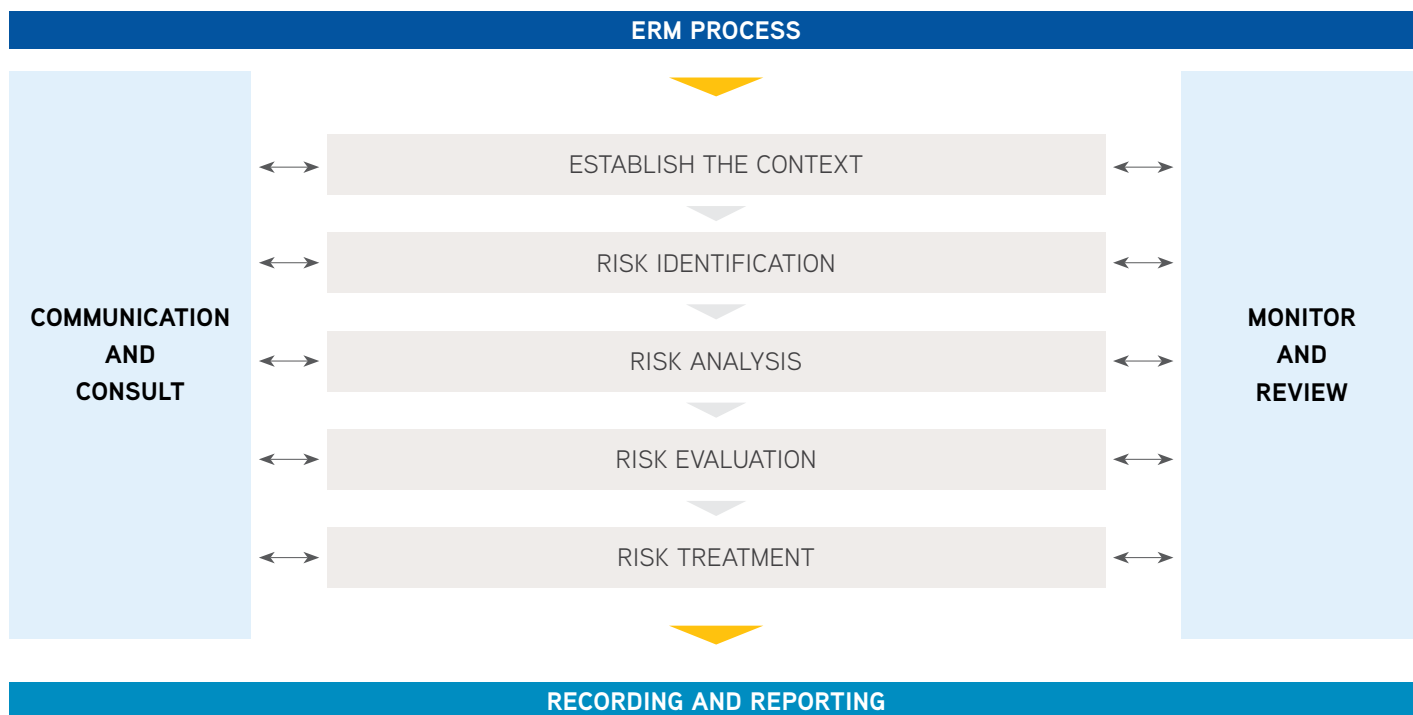 ERM PROCESS
COMMUNICATION
AND
CONSULT
ESTABLISH THE CONTEXT
RISK IDENTIFICATION
RISK ANALYSIS
RISK EVALUATION
RISK TREATMENT
MONITOR
AND
REVIEW
RECORDING AND REPORTING